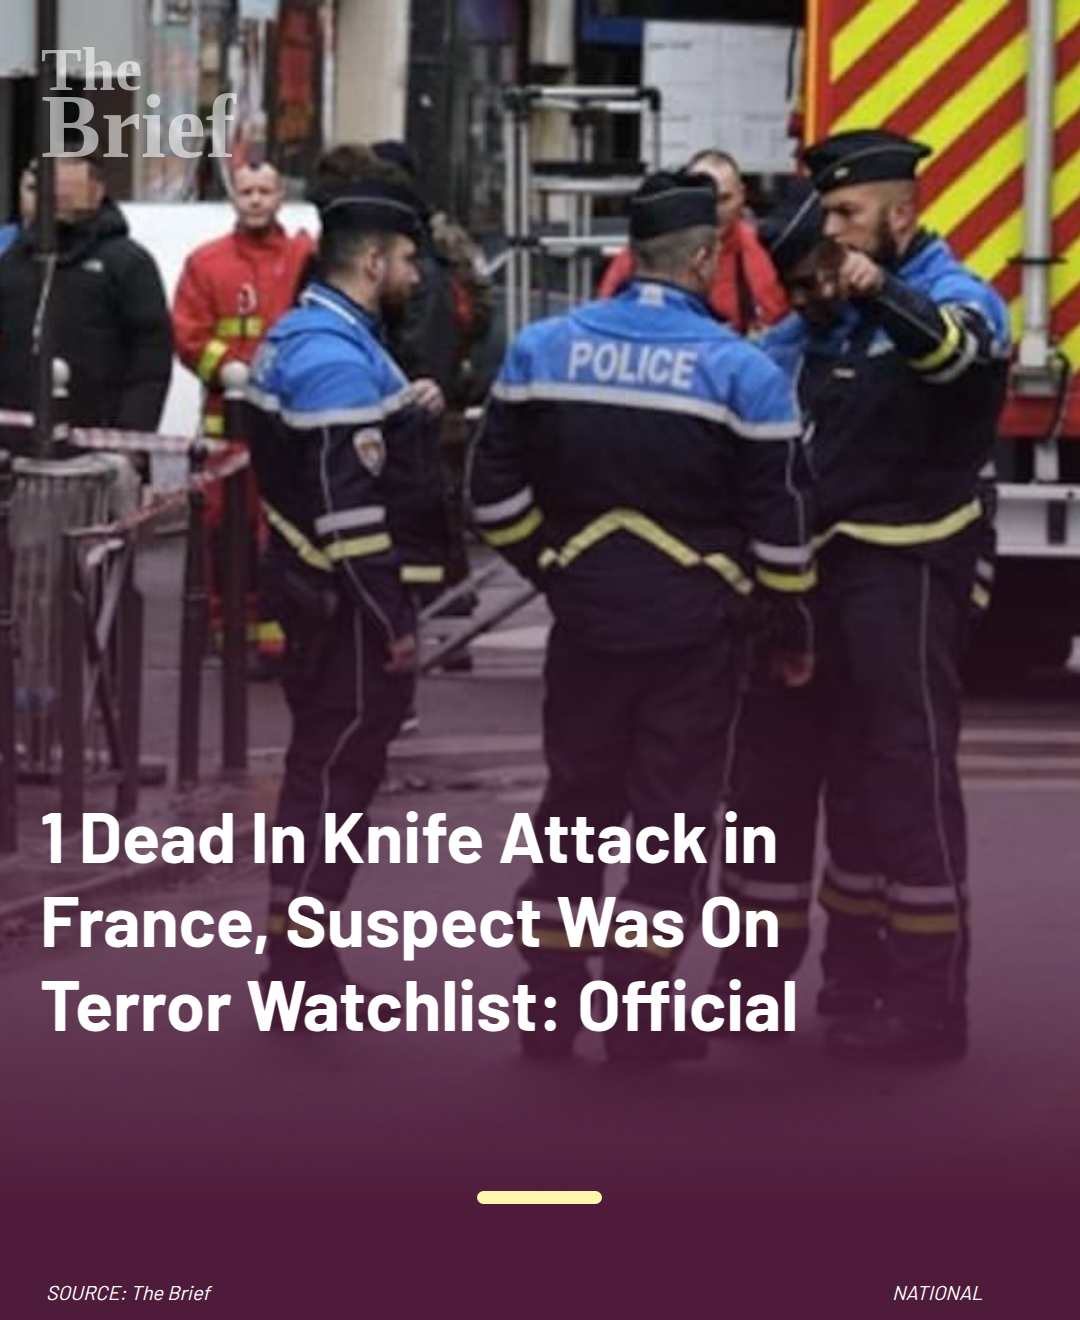 The
Brief
POLICE
1 Dead In Knife Attack in
France, Suspect Was On
Terror Watchlist: Official
SOURCE: The Brief
NATIONAL